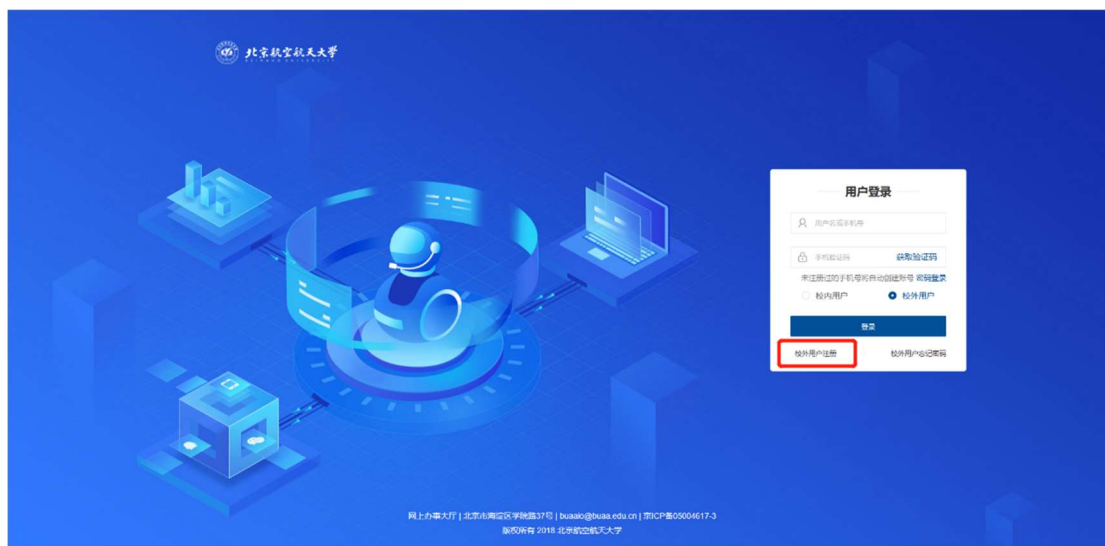 北京航空航天大学
BEIHANG UNIVERSITY
用户登录
用户名或手机号
手机验证码 获取验证码
未注册过的手机号将自动创建账号 密码登录
校内用户 校外用户
登录
校外用户注册 校外用户忘记密码
网上办事大厅 | 北京市海淀区学院路37号 | buaaio@buaa.edu.cn | 京ICP备05004617-3
版权所有 2018 北京航空航天大学